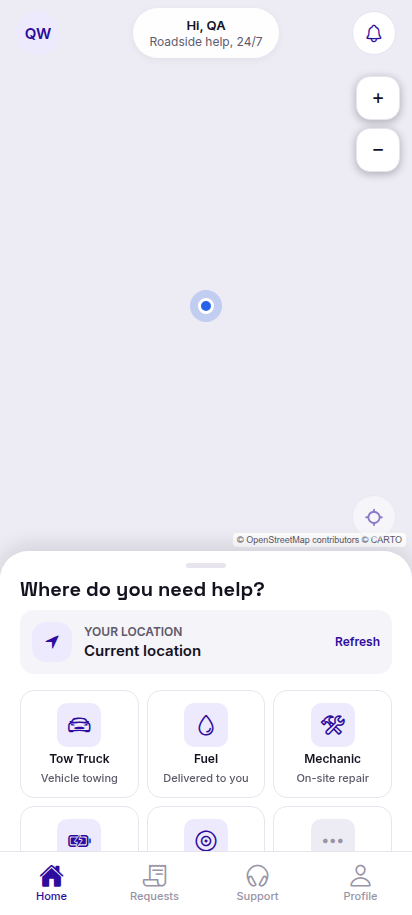 QW
Hi, QA
Roadside help, 24/7
+
−
© OpenStreetMap contributors © CARTO
Where do you need help?
YOUR LOCATION
Current location
Refresh
Tow Truck
Vehicle towing
Fuel
Delivered to you
Mechanic
On-site repair
Home
Requests
Support
Profile